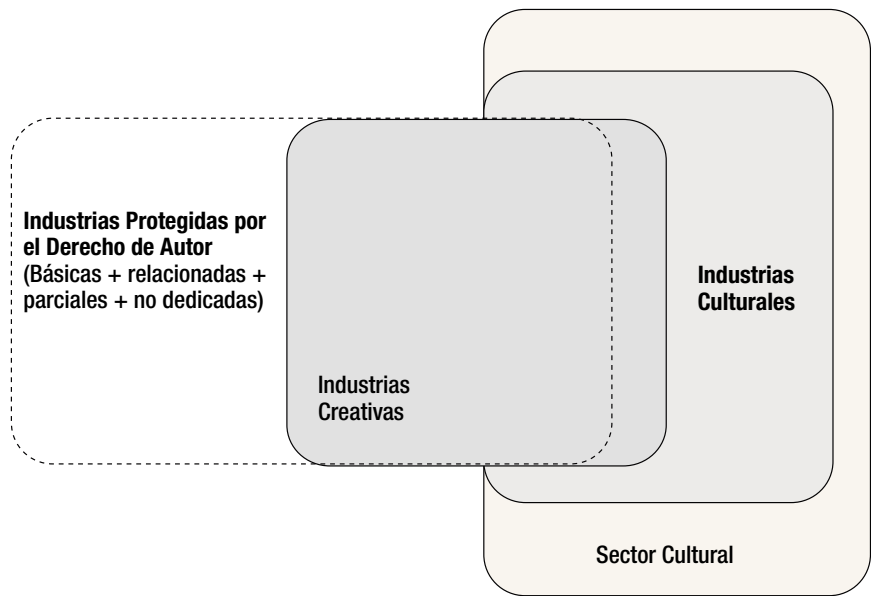 Industrias Protegidas por
el Derecho de Autor
(Básicas + relacionadas +
parciales + no dedicadas)
Industrias
Culturales
Industrias
Creativas
Sector Cultural